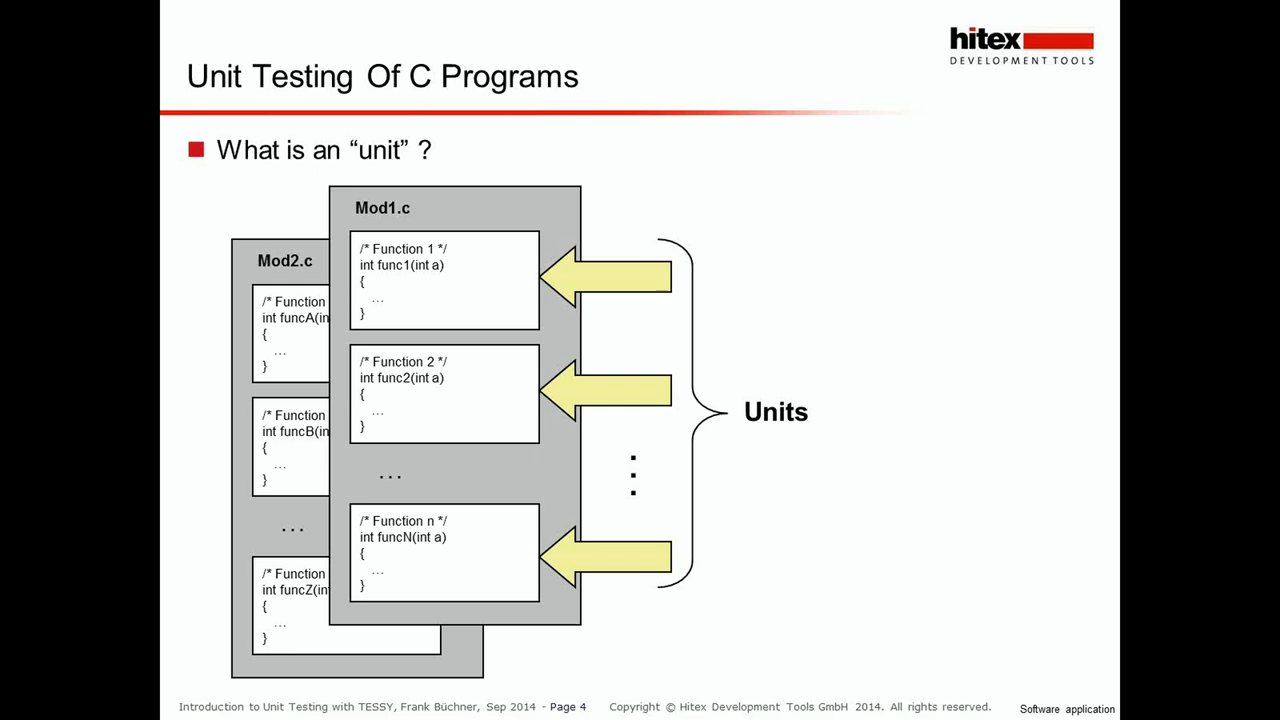 hitex
DEVELOPMENT TOOLS
Unit Testing Of C Programs
What is an “unit” ?
Mod1.c
/* Function 1 */
int func1(int a)
{
...
}
/* Function 2 */
int func2(int a)
{
...
}
...
/* Function n */
int funcN(int a)
{
...
}
Mod2.c
/* Function
int funcA(in
{
...
}
/* Function
int funcB(in
{
...
}
...
/* Function
int funcZ(in
{
...
}
Units
Introduction to Unit Testing with TESSY, Frank Büchner, Sep 2014 - Page 4 Copyright © Hitex Development Tools GmbH 2014. All rights reserved.
Software application